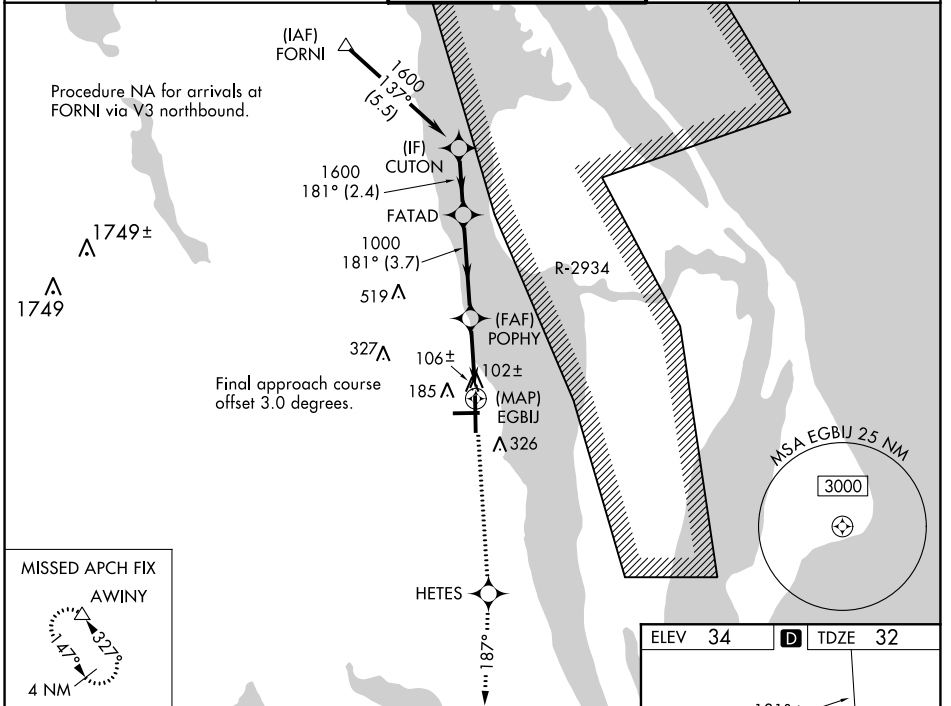 (IAF)
FORNI
Procedure NA for arrivals at
FORNI via V3 northbound.
1600
137°
(5.5)
(IF)
CUTON
1600
181° (2.4)
FATAD
1749±
1000
181° (3.7)
R-2934
1749
519
(FAF)
POPHY
327
106±
102±
Final approach course
offset 3.0 degrees.
185
(MAP)
EGBIJ
326
MSA EGBIJ 25 NM
3000
MISSED APCH FIX
AWINY
147°
327°
4 NM
HETES
187°
ELEV 34 D TDZE 32